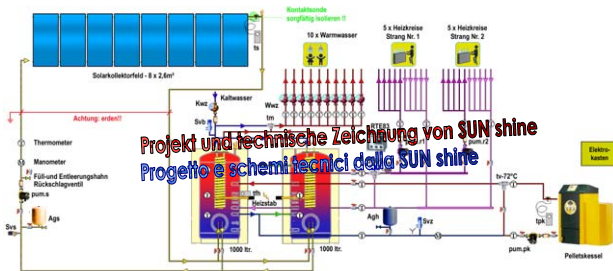 Kontaktsonde
sorgfältig isolieren !!
ts
5 x Heizkreise
Strang Nr. 1
5 x Heizkreise
Strang Nr. 2
10 x Warmwasser
Solarkollektorfeld - 8 x 2,6m²
Kaltwasser
Kwz
Wwz
Svb
tm
Achtung: erden!!
RTE83
pum.r2
Projekt und technische Zeichnung von SUN shine
Progetto e schemi tecnici dalla SUN shine
Elektro-
kasten
Thermometer
Manometer
Füll-und Entleerungshahn
Rückschlagventil
pum.s
Ags
Svs
Heizstab
tv-72°C
tpk
Agh
Svz
1000 ltr.
1000 ltr.
pum.pk
Pelletskessel